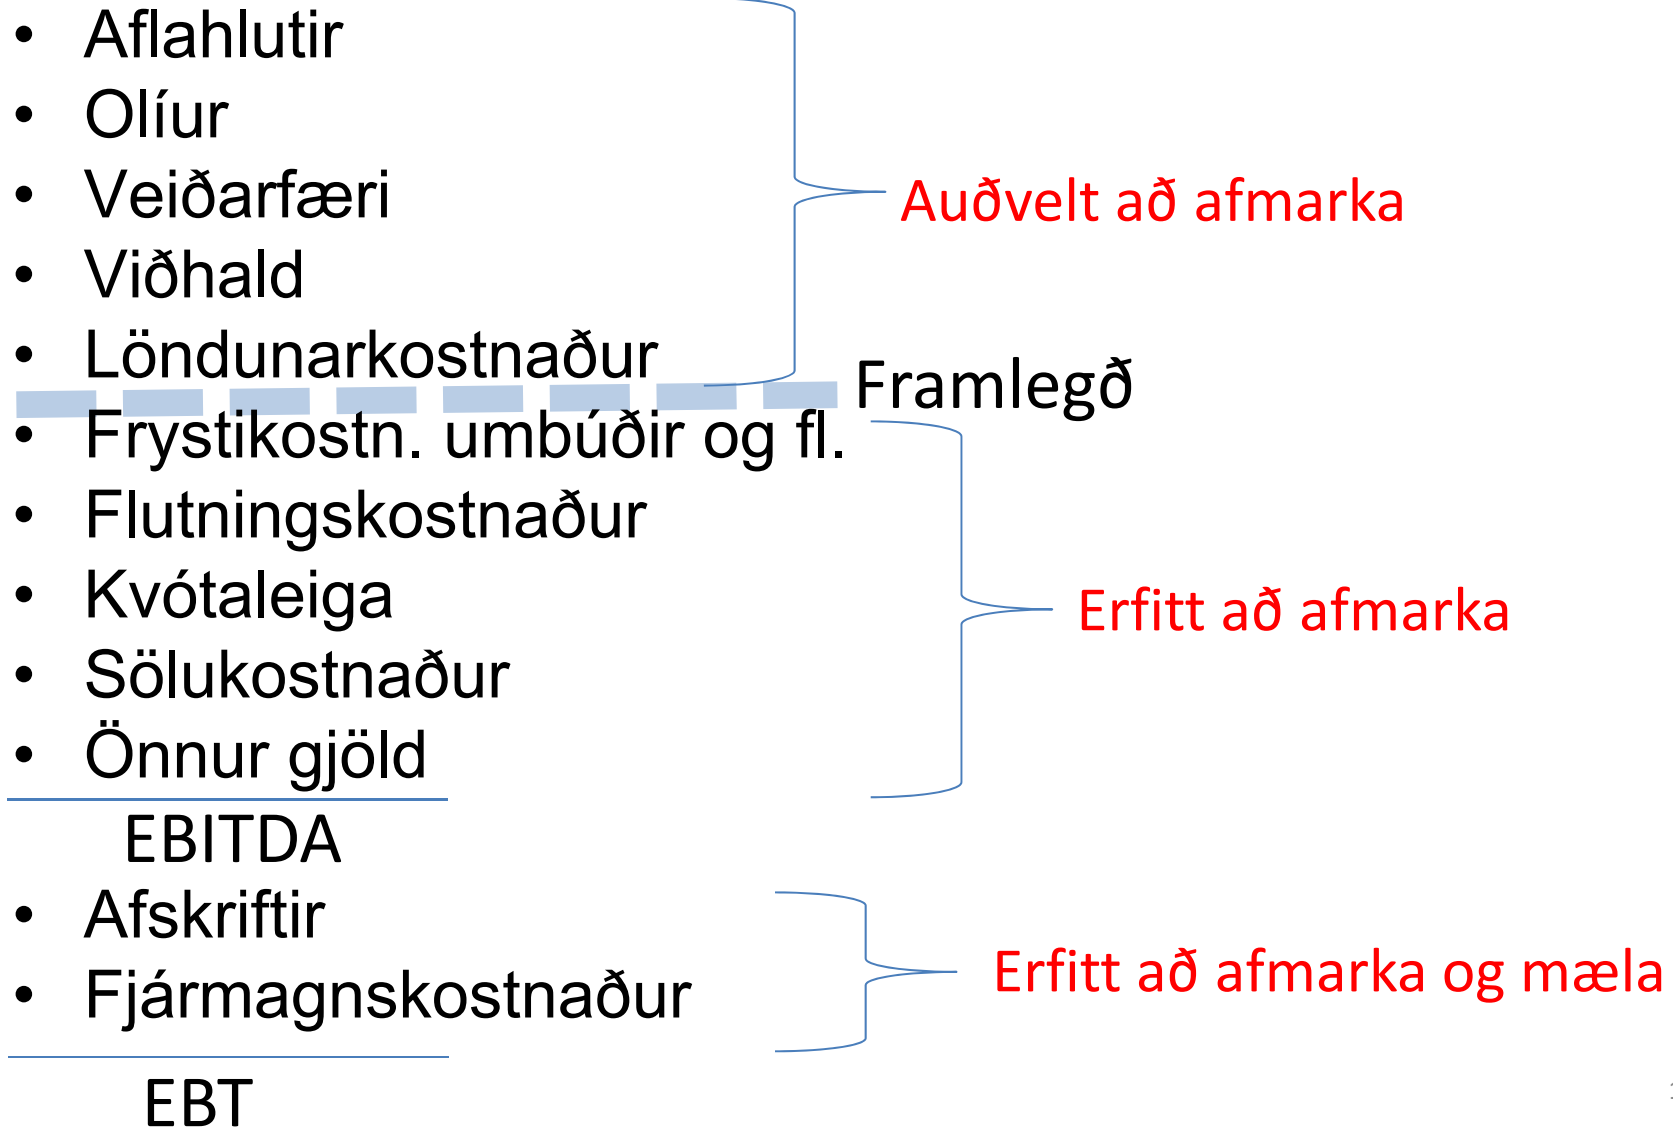 • Aflahlutir
• Olíur
• Veiðarfæri
Auðvelt að afmarka
• Viðhald
• Löndunarkostnaður
Framlegð
• Frystikostn. umbúðir og fl.
• Flutningskostnaður
• Kvótaleiga
Erfitt að afmarka
• Sölukostnaður
• Önnur gjöld
EBITDA
• Afskriftir
• Fjármagnskostnaður
Erfitt að afmarka og mæla
EBT